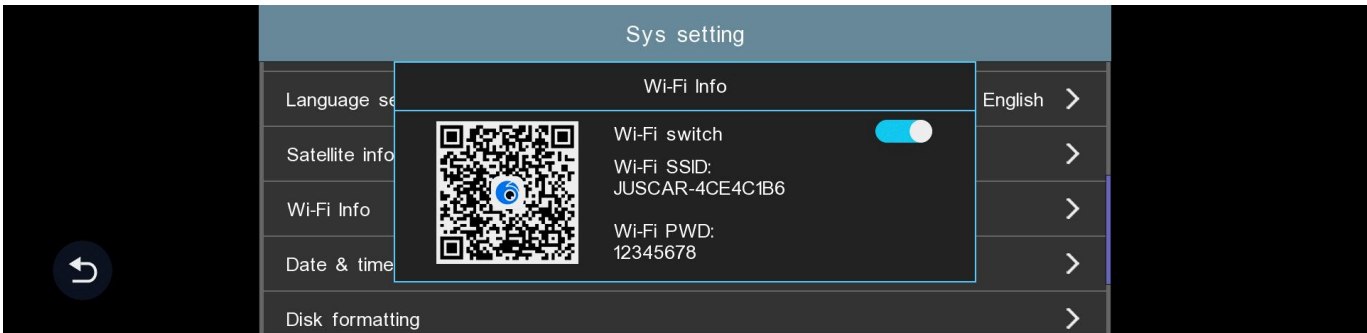 Sys setting
Wi-Fi Info
Language se
English
Wi-Fi switch
Satellite info
Wi-Fi SSID:
JUSCAR-4CE4C1B6
Wi-Fi Info
Wi-Fi PWD:
12345678
Date & time
Disk formatting